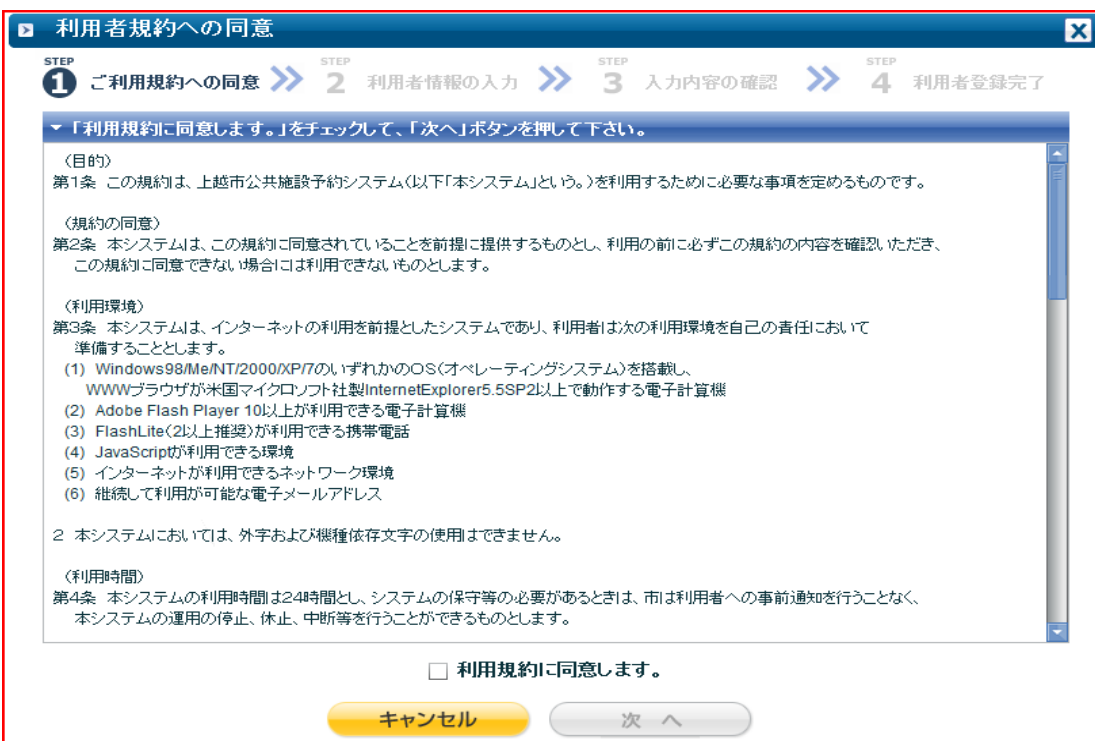 利用者規約への同意
STEP 1 ご利用規約への同意 STEP 2 利用者情報の入力 STEP 3 入力内容の確認 STEP 4 利用者登録完了
「利用規約に同意します。」をチェックして、「次へ」ボタンを押して下さい。
（目的）
第1条 この規約は、上越市公共施設予約システム（以下「本システム」という。）を利用するために必要な事項を定めるものです。
（規約の同意）
第2条 本システムは、この規約に同意されていることを前提に提供するものとし、利用の前に必ずこの規約の内容を確認いただき、
この規約に同意できない場合には利用できないものとします。
（利用環境）
第3条 本システムは、インターネットの利用を前提としたシステムであり、利用者は次の利用環境を自己の責任において
準備することとします。
(1) Windows98/Me/NT/2000/XP/7のいずれかのOS（オペレーティングシステム）を搭載し、
WWWブラウザが米国マイクロソフト社製InternetExplorer5.5SP2以上で動作する電子計算機
(2) Adobe Flash Player 10以上が利用できる電子計算機
(3) FlashLite（2以上推奨）が利用できる携帯電話
(4) JavaScriptが利用できる環境
(5) インターネットが利用できるネットワーク環境
(6) 継続して利用が可能な電子メールアドレス
2 本システムにおいては、外字および機種依存文字の使用はできません。
（利用時間）
第4条 本システムの利用時間は24時間とし、システムの保守等の必要があるときは、市は利用者への事前通知を行うことなく、
本システムの運用の停止、休止、中断等を行うことができるものとします。
利用規約に同意します。
キャンセル 次 へ